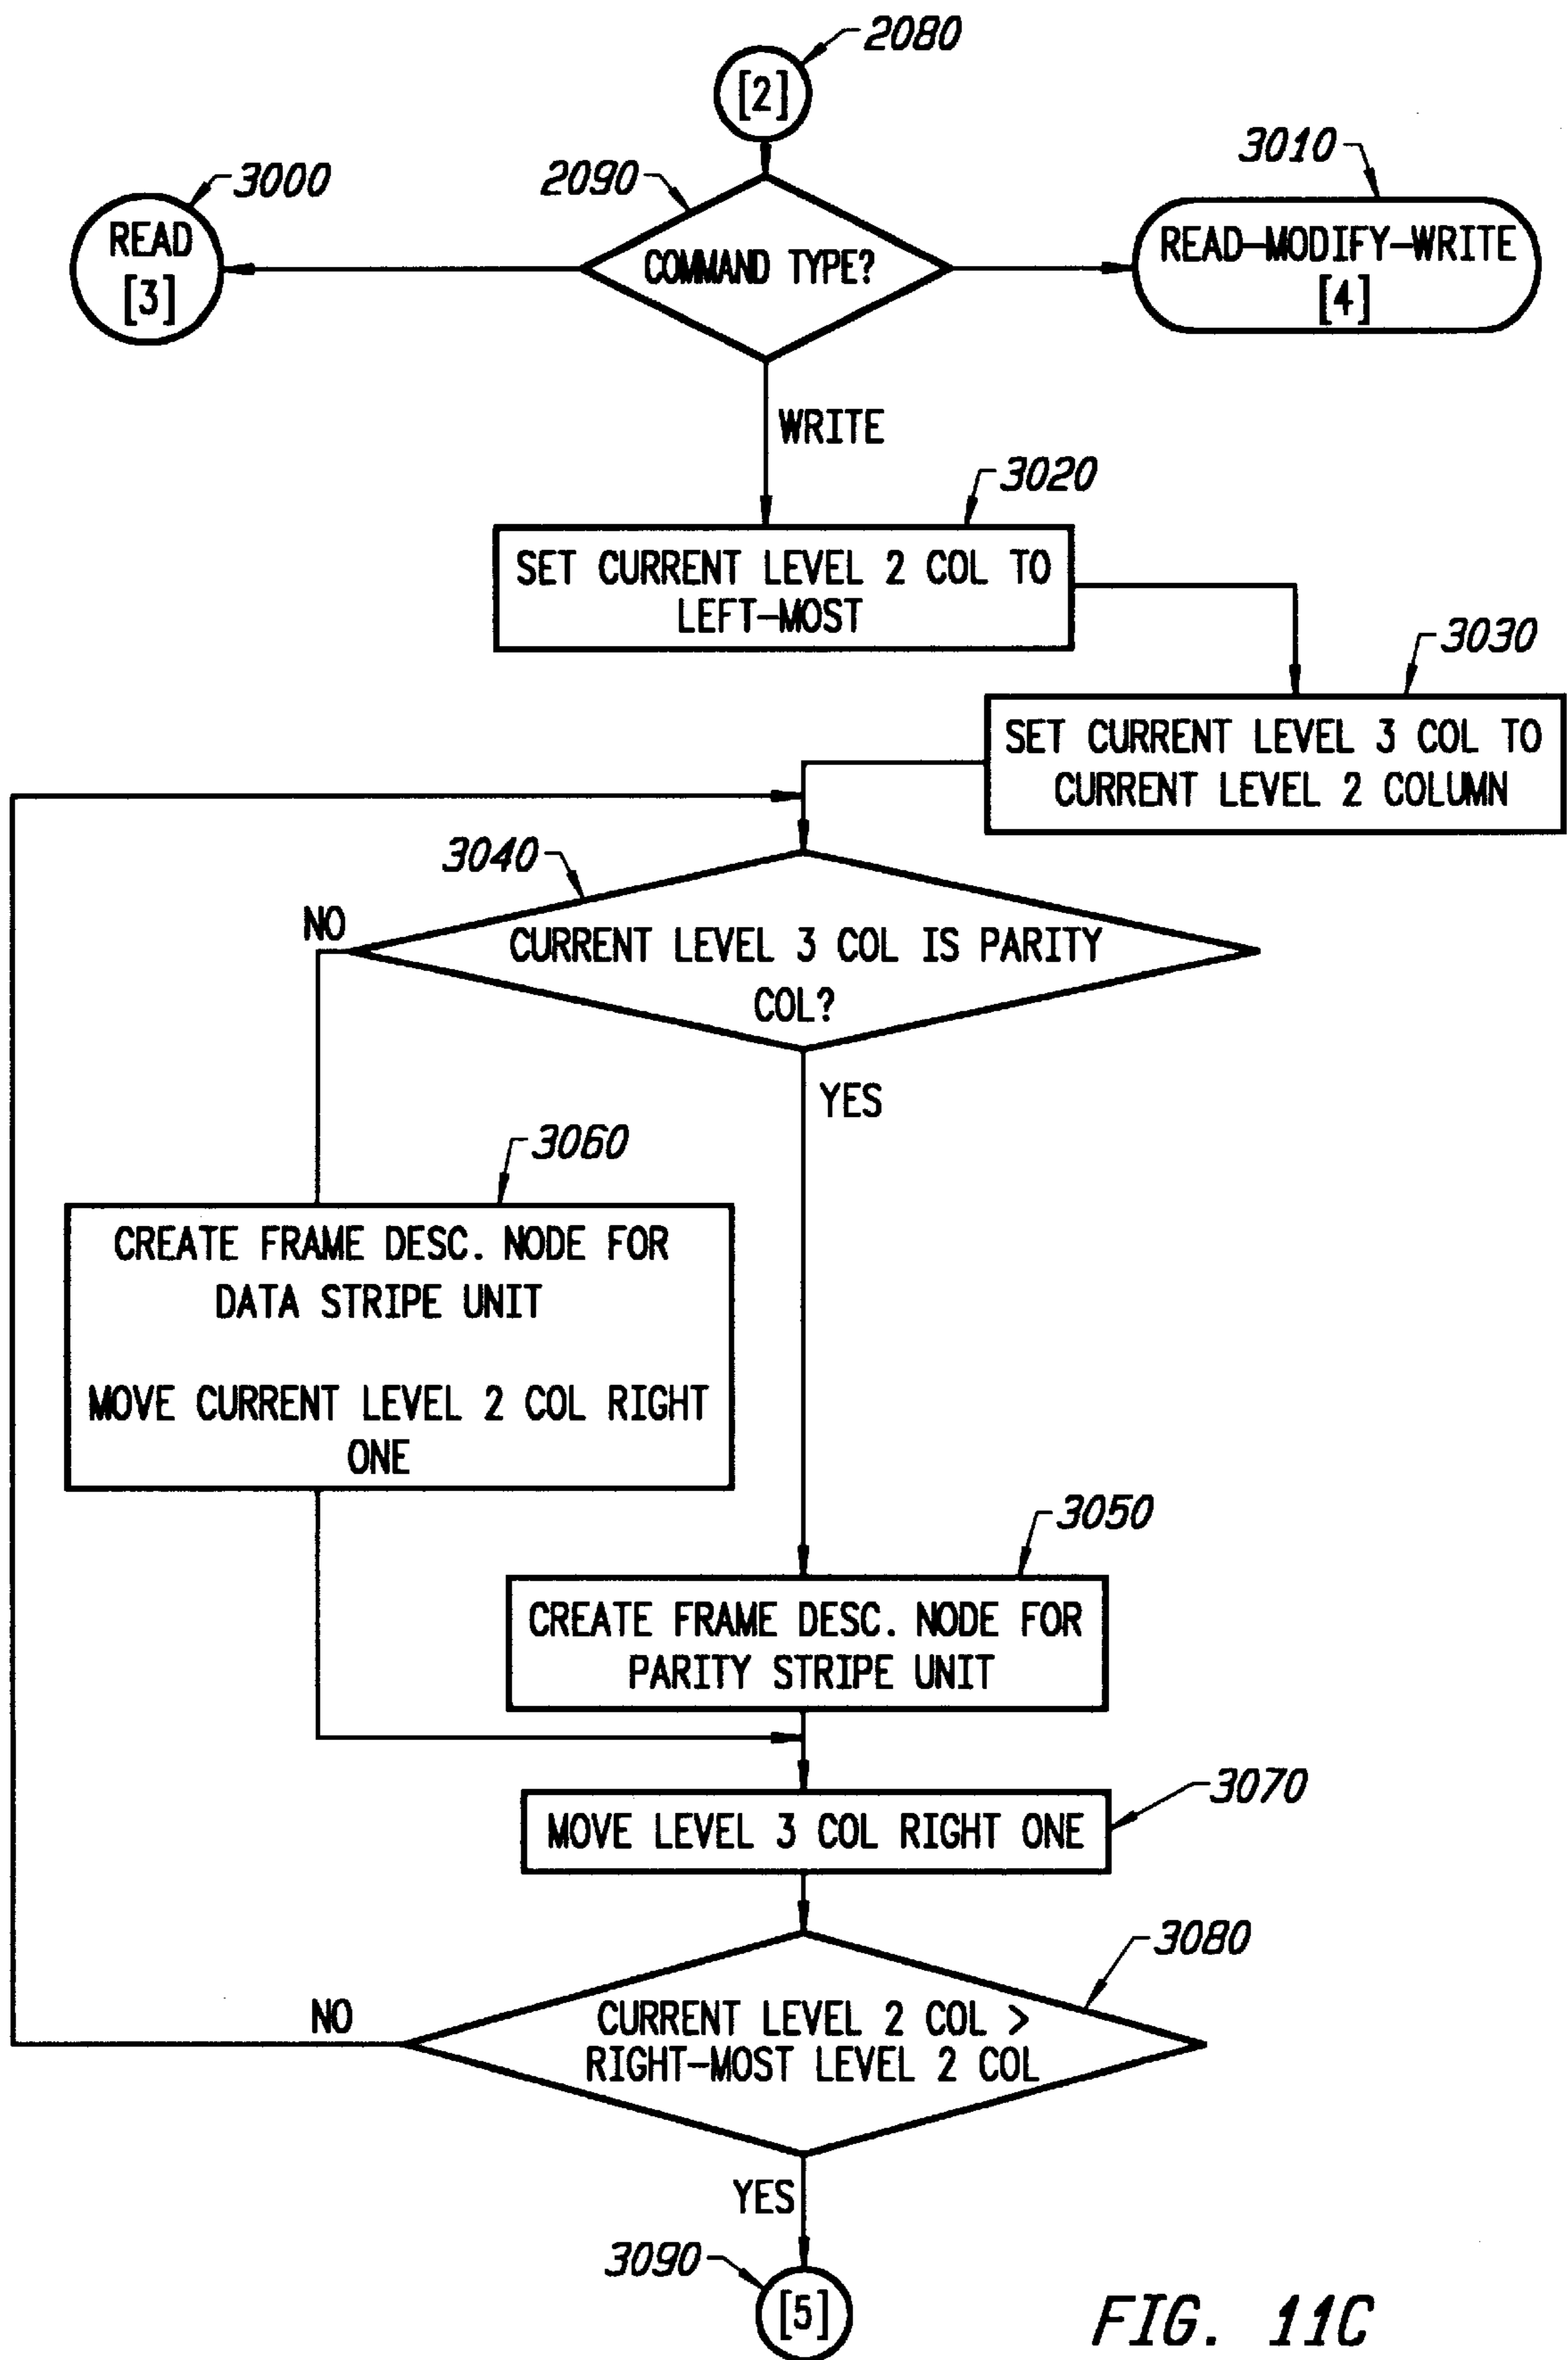 2080
[2]
3000
2090
3010
READ
[3]
COMMAND TYPE?
READ-MODIFY-WRITE
[4]
WRITE
3020
SET CURRENT LEVEL 2 COL TO
LEFT-MOST
3030
SET CURRENT LEVEL 3 COL TO
CURRENT LEVEL 2 COLUMN
3040
NO
CURRENT LEVEL 3 COL IS PARITY
COL?
YES
3060
CREATE FRAME DESC. NODE FOR
DATA STRIPE UNIT
MOVE CURRENT LEVEL 2 COL RIGHT
ONE
3050
CREATE FRAME DESC. NODE FOR
PARITY STRIPE UNIT
3070
MOVE LEVEL 3 COL RIGHT ONE
3080
NO
CURRENT LEVEL 2 COL >
RIGHT-MOST LEVEL 2 COL
YES
3090
[5]
FIG. 11C